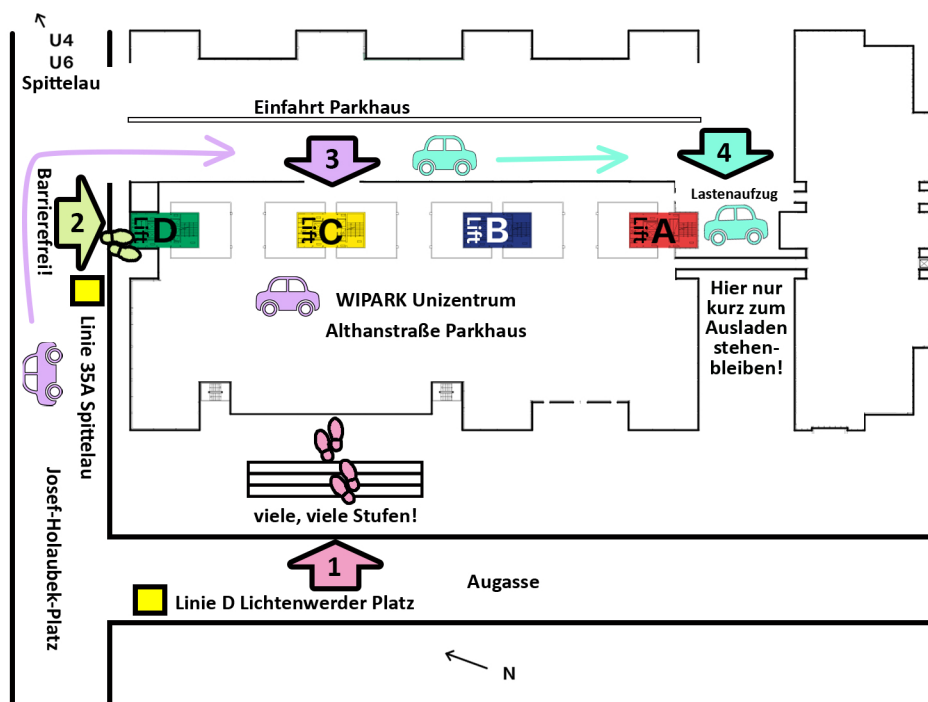 U4
U6
Spittelau
Einfahrt Parkhaus
3
4
Lastenaufzug
Barrierefrei!
2
Lift D
Lift C
Lift B
Lift A
WIPARK Unizentrum
Althanstraße Parkhaus
Hier nur
kurz zum
Ausladen
stehen-
bleiben!
Linie 35A Spittelau
Josef-Holaubek-Platz
viele, viele Stufen!
1
Augasse
Linie D Lichtenwerder Platz
N